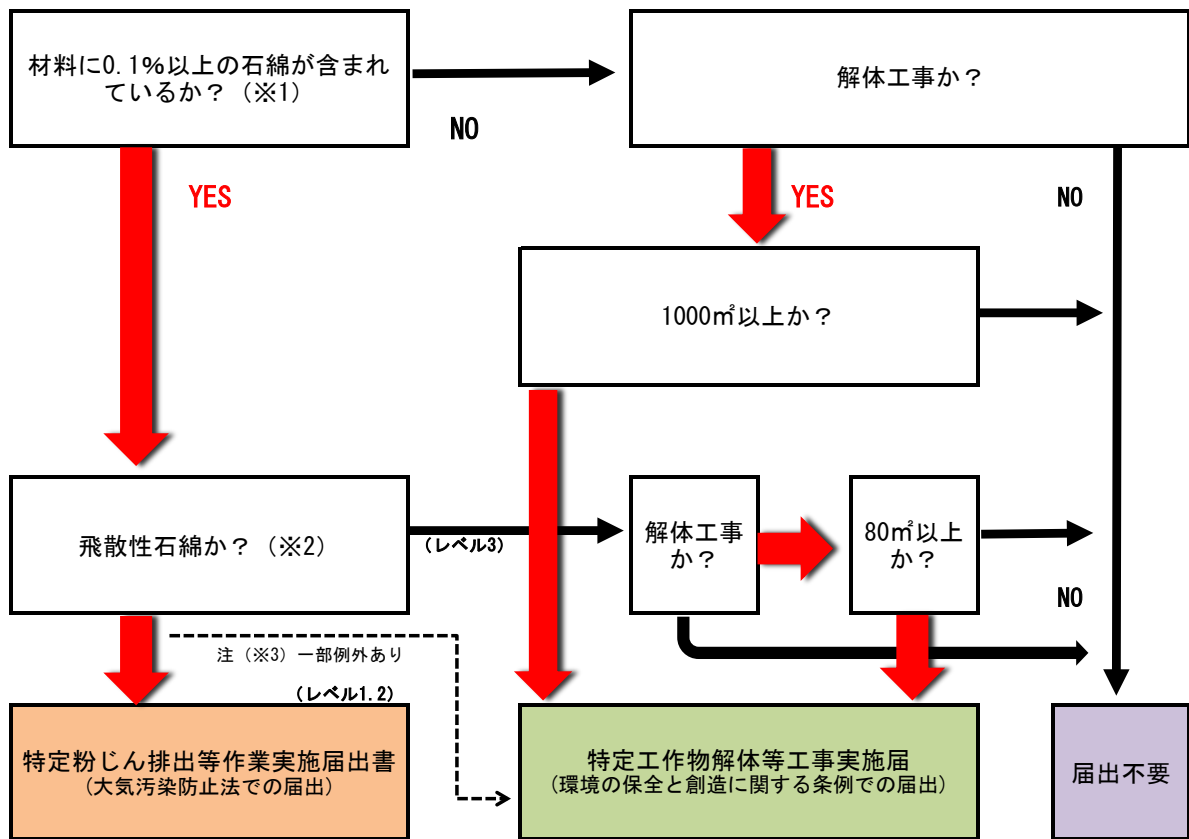 材料に0.1%以上の石綿が含まれ
ているか？（※1）
解体工事か？
NO
YES
YES
NO
1000㎡以上か？
飛散性石綿か？（※2）
（レベル3）
解体工事
か？
80㎡以上
か？
NO
注（※3）一部例外あり
（レベル1.2）
特定粉じん排出等作業実施届出書
（大気汚染防止法での届出）
特定工作物解体等工事実施届
（環境の保全と創造に関する条例での届出）
届出不要